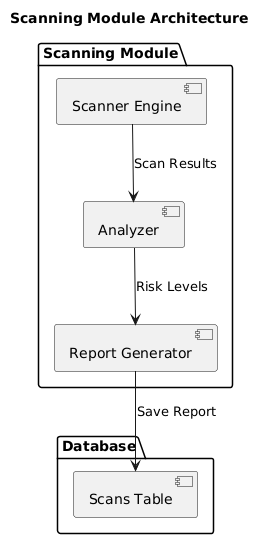 Scanning Module Architecture
Scanning Module
Scanner Engine
Scan Results
Analyzer
Risk Levels
Report Generator
Save Report
Database
Scans Table